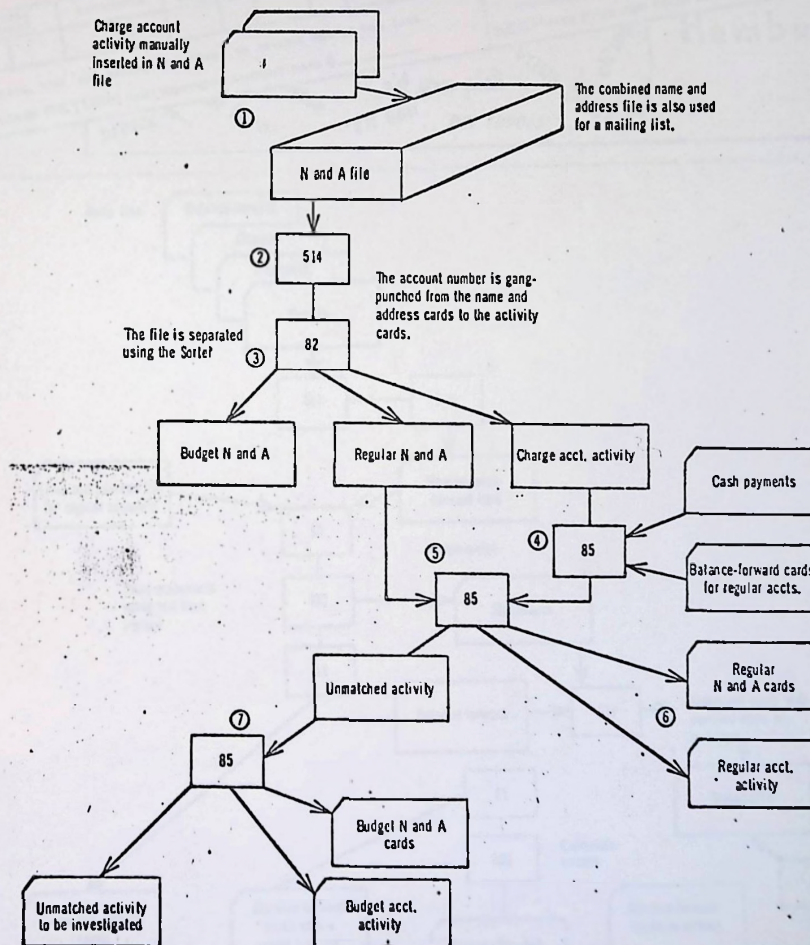 Charge account
activity manually
inserted in N and A
file
①
The combined name and
address file is also used
for a mailing list.
N and A file
②
514
The account number is gang-
punched from the name and
address cards to the activity
cards.
The file is separated
using the Sorter
③
82
Budget N and A
Regular N and A
Charge acct. activity
Cash payments
④
85
⑤
85
Balance-forward cards
for regular accts.
Unmatched activity
Regular
N and A cards
⑥
⑦
85
Regular acct.
activity
Budget N and A
cards
Unmatched activity
to be investigated
Budget acct.
activity